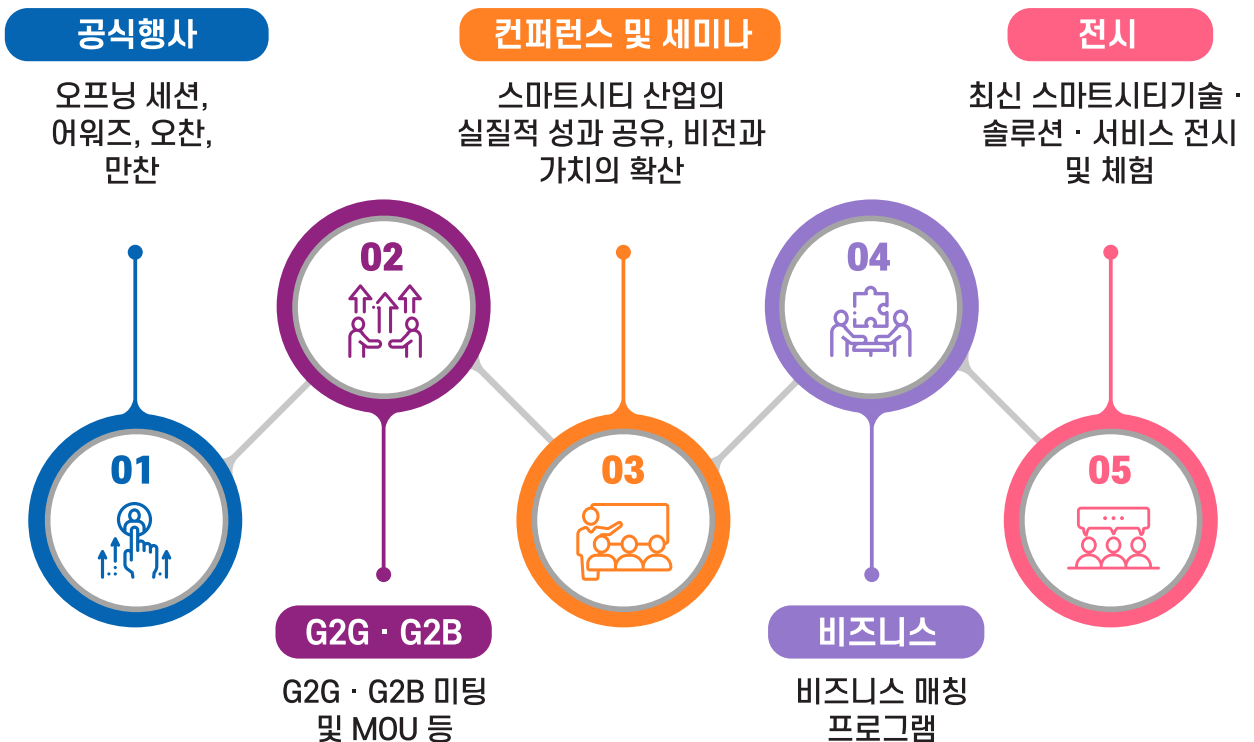 공식행사
오프닝 세션,
어워즈, 오찬,
만찬
01
02
G2G · G2B
G2G · G2B 미팅
및 MOU 등
컨퍼런스 및 세미나
스마트시티 산업의
실질적 성과 공유, 비전과
가치의 확산
03
04
비즈니스
비즈니스 매칭
프로그램
전시
최신 스마트시티기술 ·
솔루션 · 서비스 전시
및 체험
05